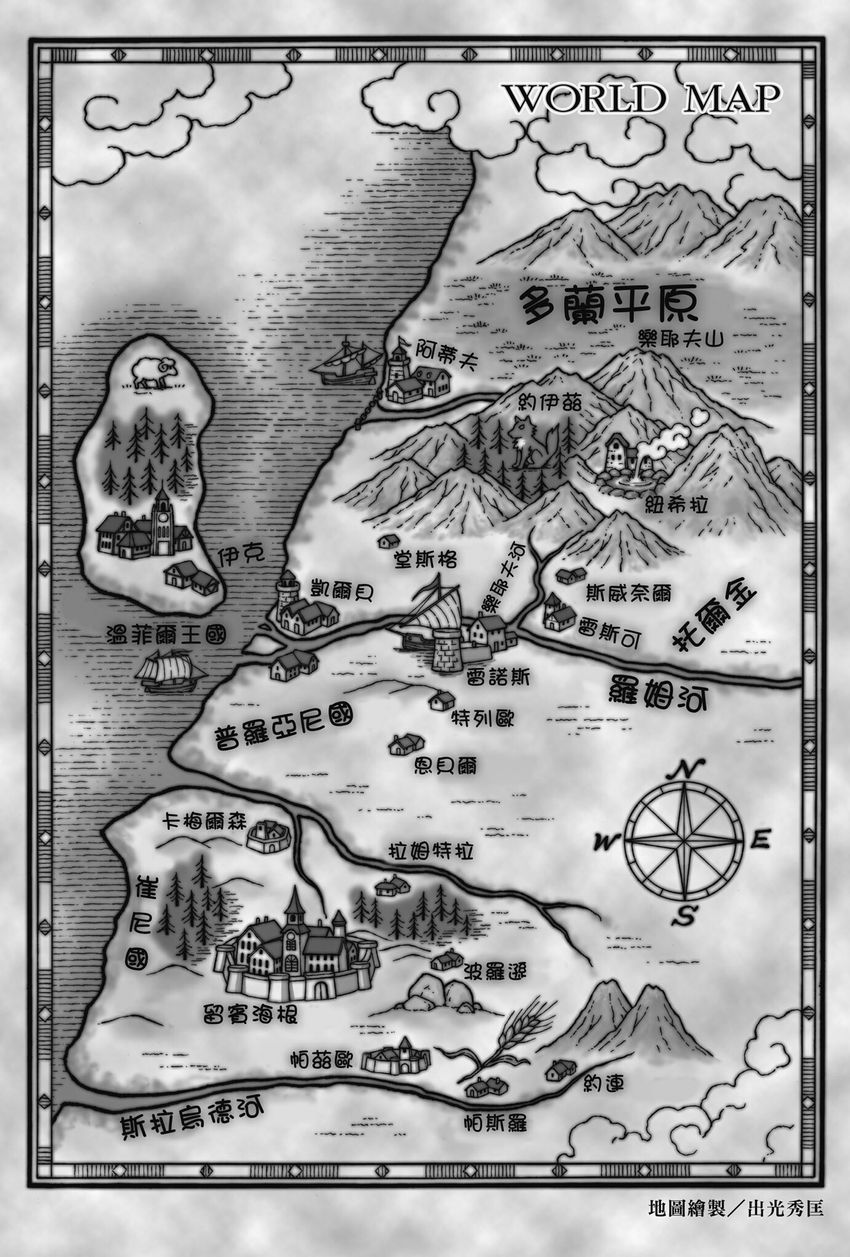 WORLD MAP
多蘭平原
樂耶夫山
阿蒂夫
約伊茲
紐希拉
伊克
堂斯格
樂耶夫河
斯威奈爾
托爾金
凱爾貝
雷斯可
溫菲爾王國
雷諾斯
羅姆河
普羅亞尼國
特列歐
恩貝爾
N
W
E
S
卡梅爾森
拉姆特拉
崔尼國
波羅遜
留賓海根
帕茲歐
約連
斯拉烏德河
帕斯羅
地圖繪製／出光秀匡